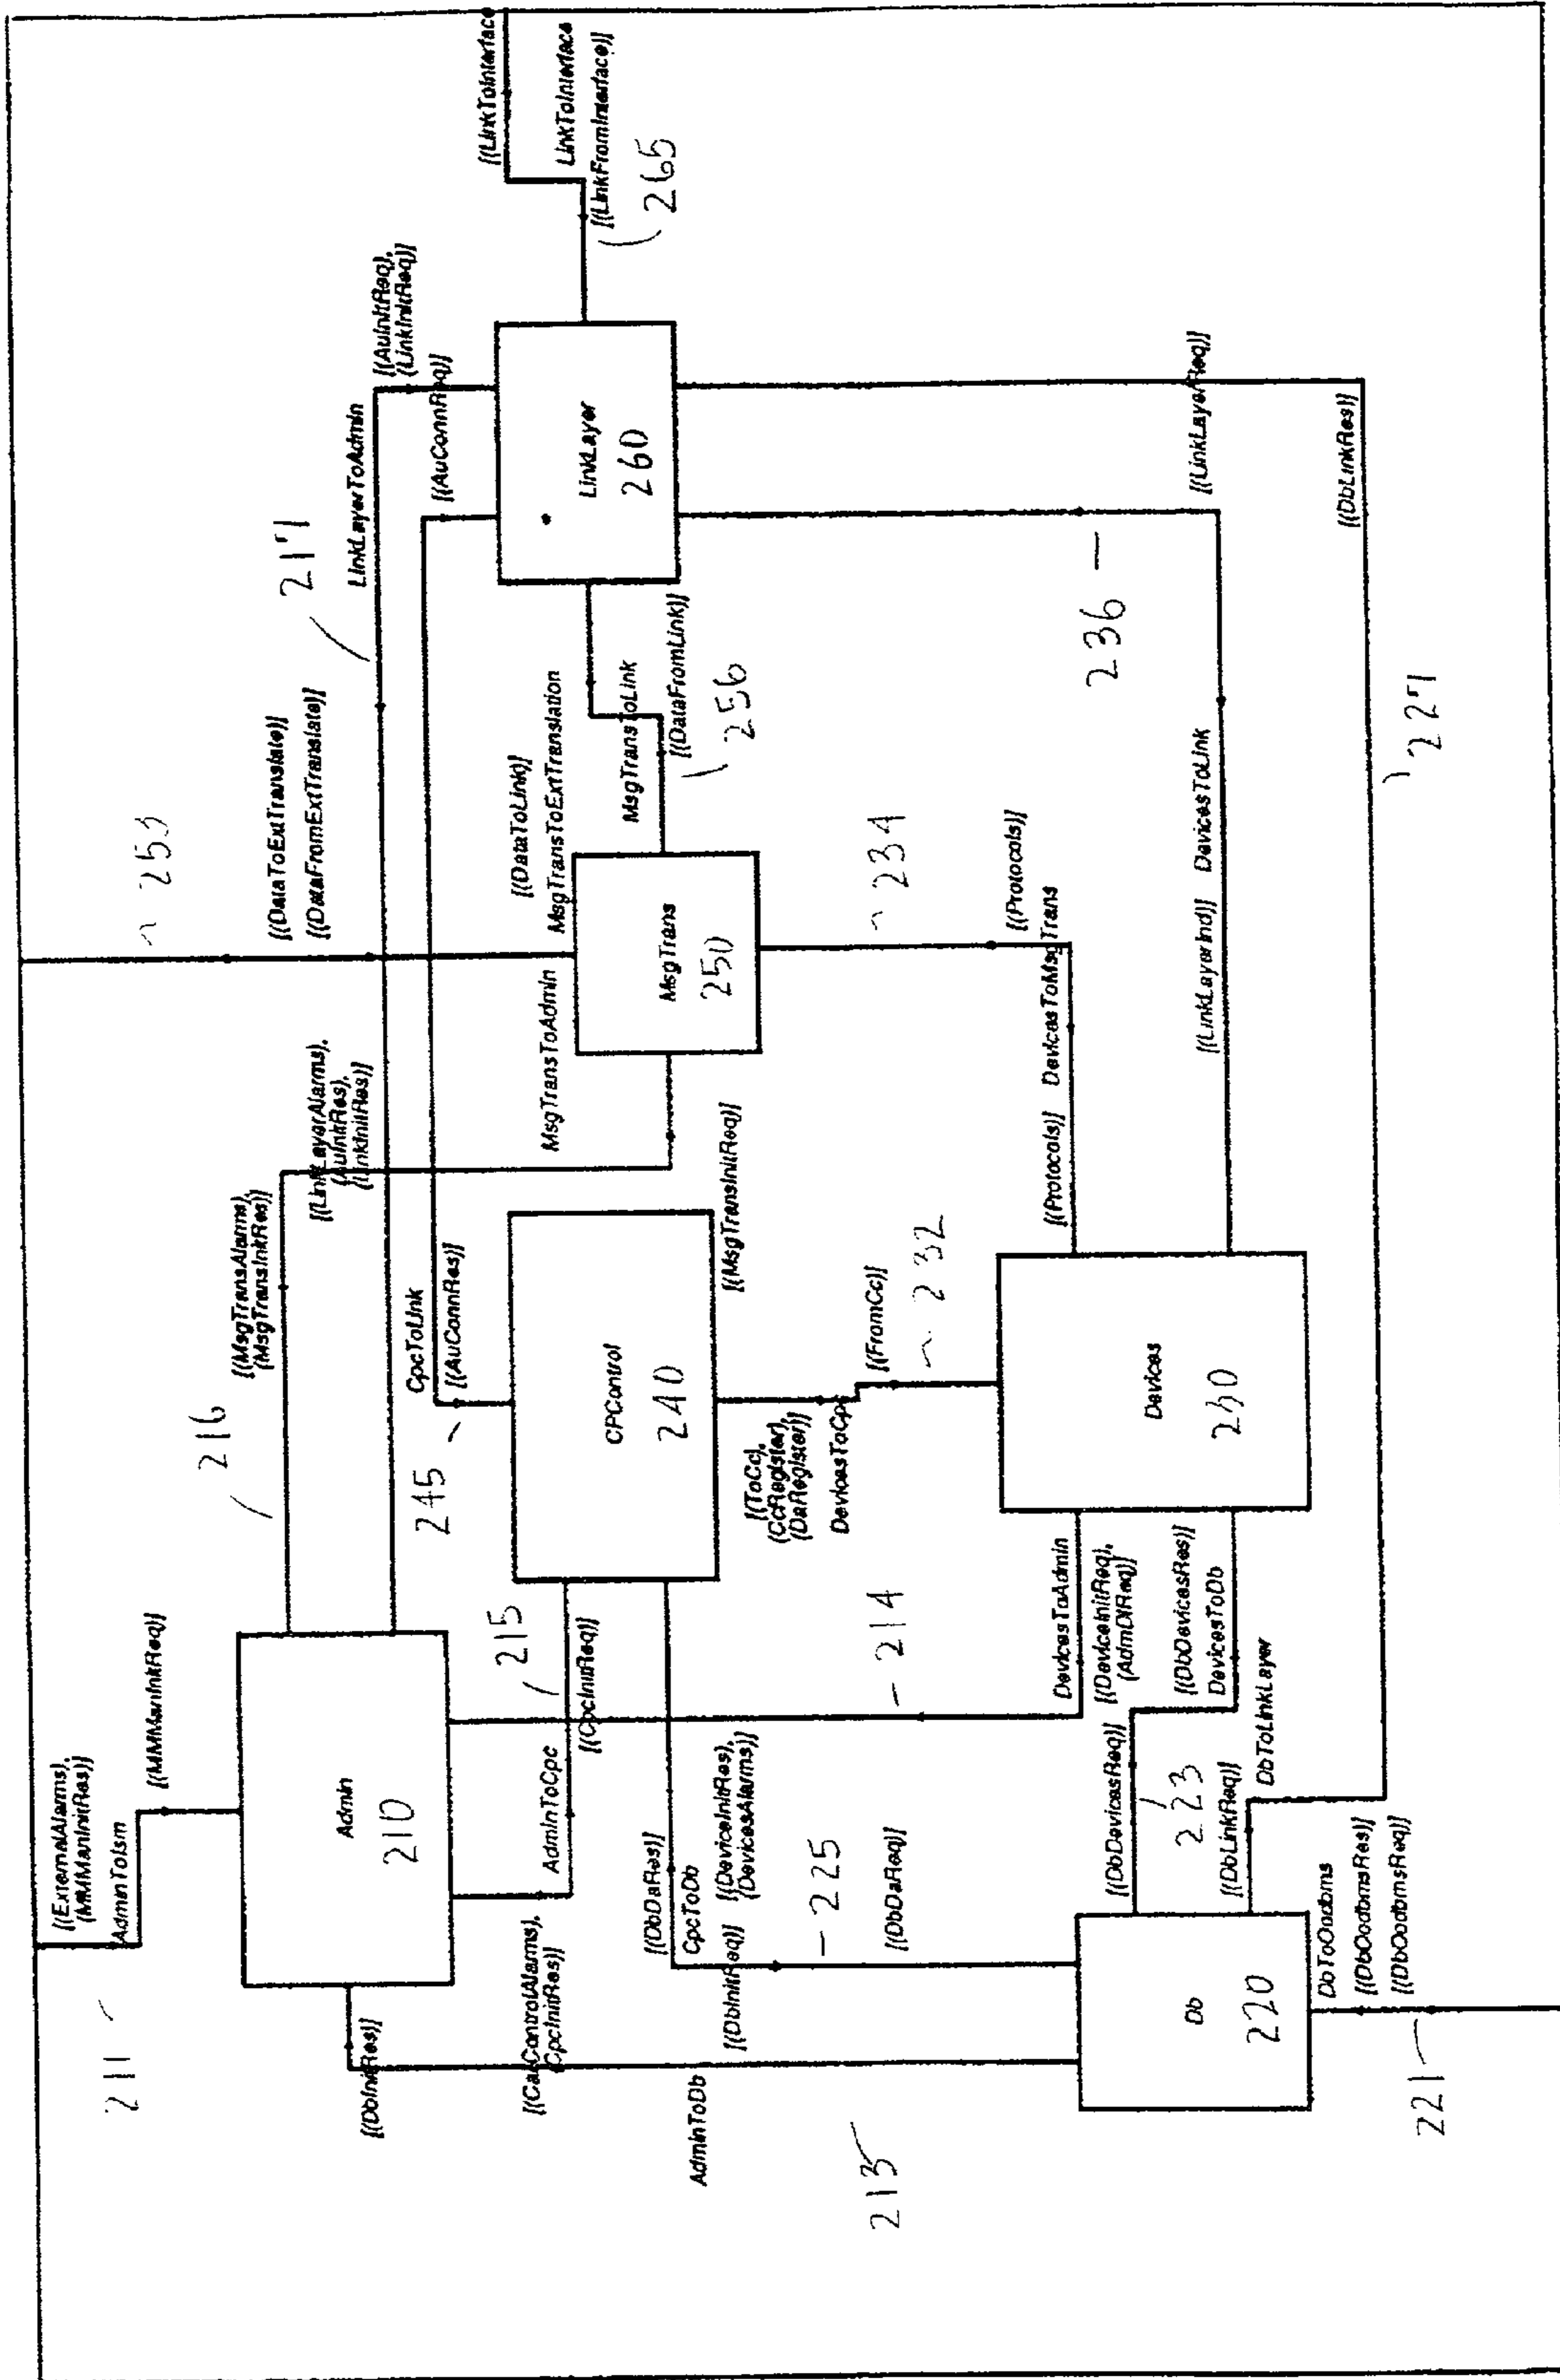 [(ExternalAlarms),
(MMManInitRes)]
AdminToIsm
[(MMManInitReq)]
211
Admin
210
[(DbInitRes)]
216
[(MsgTransAlarms),
(MsgTransInitRes)]
[(LinkLayerAlarms),
(AuInitRes),
(LinkInitRes)]
253
[(DataToExtTranslate)]
[(DataFromExtTranslate)]
217
LinkLayerToAdmin
[(AuInitReq),
(LinkInitReq)]
[(AuConnReq)]
[(LinkToInterface)]
LinkToInterface
[(LinkFromInterface)]
265
CpcToLink
[(AuConnRes)]
245
[(CallControlAlarms),
(CpcInitRes)]
AdminToCpc
215
[(CpcInitReq)]
CPControl
240
[(MsgTransInitReq)]
MsgTransToAdmin
[(DataToLink)]
MsgTransToExtTranslation
MsgTrans
250
MsgTransToLink
[(DataFromLink)]
256
LinkLayer
260
AdminToDb
213
[(DbInitReq)]
[(DbDaRes)]
CpcToDb
[(DeviceInitRes),
(DevicesAlarms)]
225
[(DbDaReq)]
214
[(ToCc),
(CcRegister),
(DaRegister)]
DevicesToCpc
[(FromCc)]
232
234
[(Protocols)]
[(Protocols)] DevicesToMsgTrans
DevicesToAdmin
[(DeviceInitReq),
(AdmDlReq)]
[(DbDevicesRes)]
DevicesToDb
Devices
230
236
[(LinkLayerInd)] DevicesToLink
[(LinkLayerReq)]
[(DbDevicesReq)]
223
[(DbLinkReq)]
DbToLinkLayer
Db
220
DbToOodbms
[(DbOodbmsRes)]
[(DbOodbmsReq)]
221
227
[(DbLinkRes)]